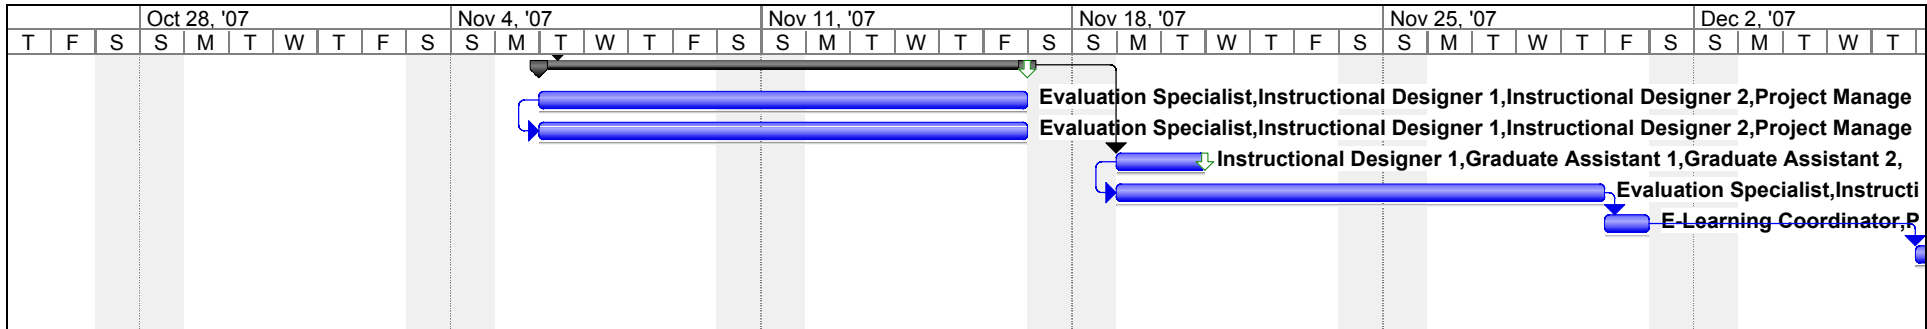 Oct 28, '07 Nov 4, '07 Nov 11, '07 Nov 18, '07 Nov 25, '07 Dec 2, '07
T F S S M T W T F S S M T W T F S S M T W T F S S M T W T F S S M T W T F S S M T W T
Evaluation Specialist,Instructional Designer 1,Instructional Designer 2,Project Manage
Evaluation Specialist,Instructional Designer 1,Instructional Designer 2,Project Manage
Instructional Designer 1,Graduate Assistant 1,Graduate Assistant 2,
Evaluation Specialist,Instructi
E-Learning Coordinator,P